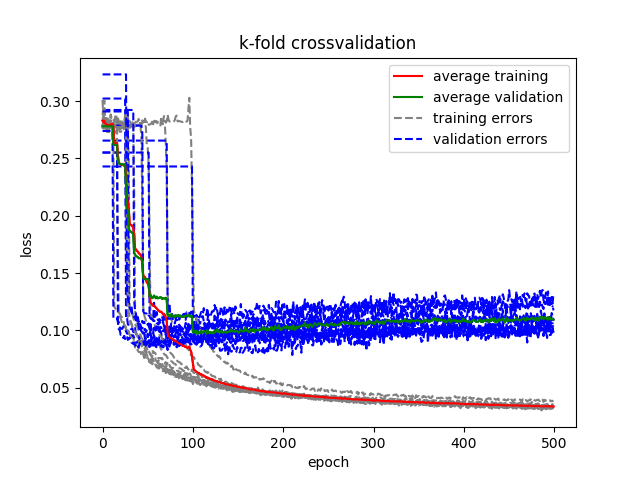 k-fold crossvalidation
average training
average validation
training errors
validation errors
loss
0.30
0.25
0.20
0.15
0.10
0.05
0
100
200
300
400
500
epoch